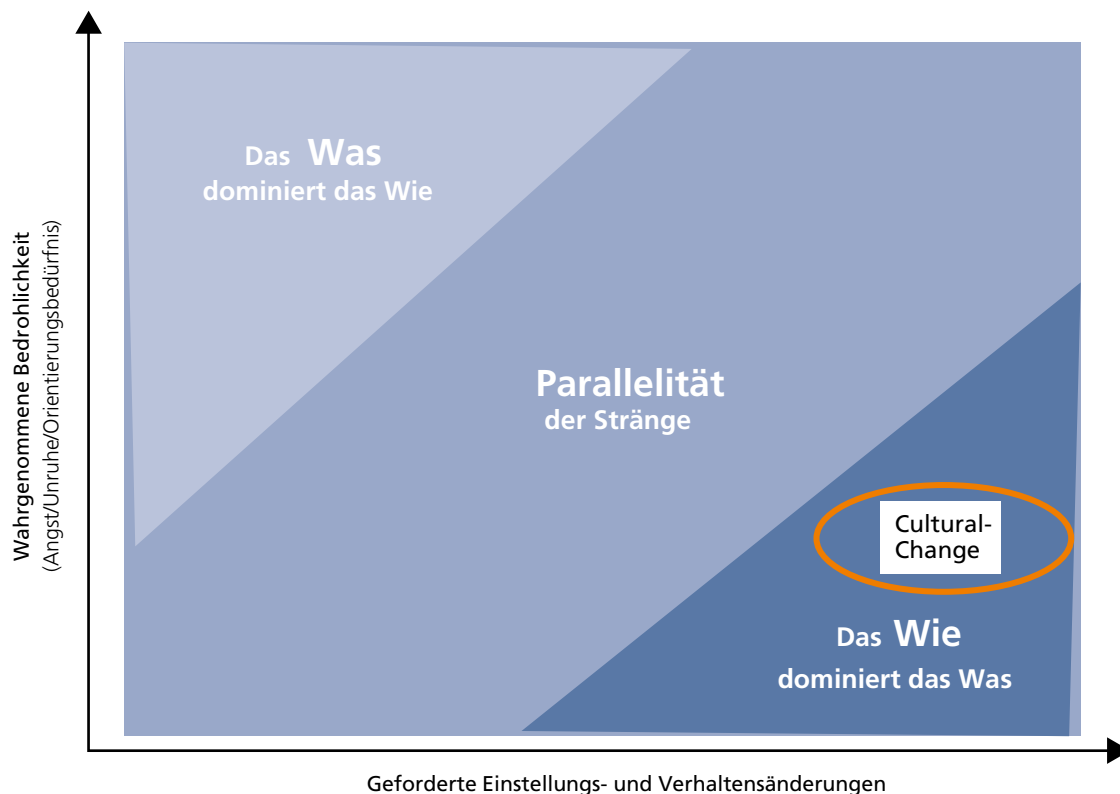 Wahrgenommene Bedrohlichkeit
(Angst/Unruhe/Orientierungsbedürfnis)
Das Was
dominiert das Wie
Parallelität
der Stränge
Cultural-
Change
Das Wie
dominiert das Was
Geforderte Einstellungs- und Verhaltensänderungen